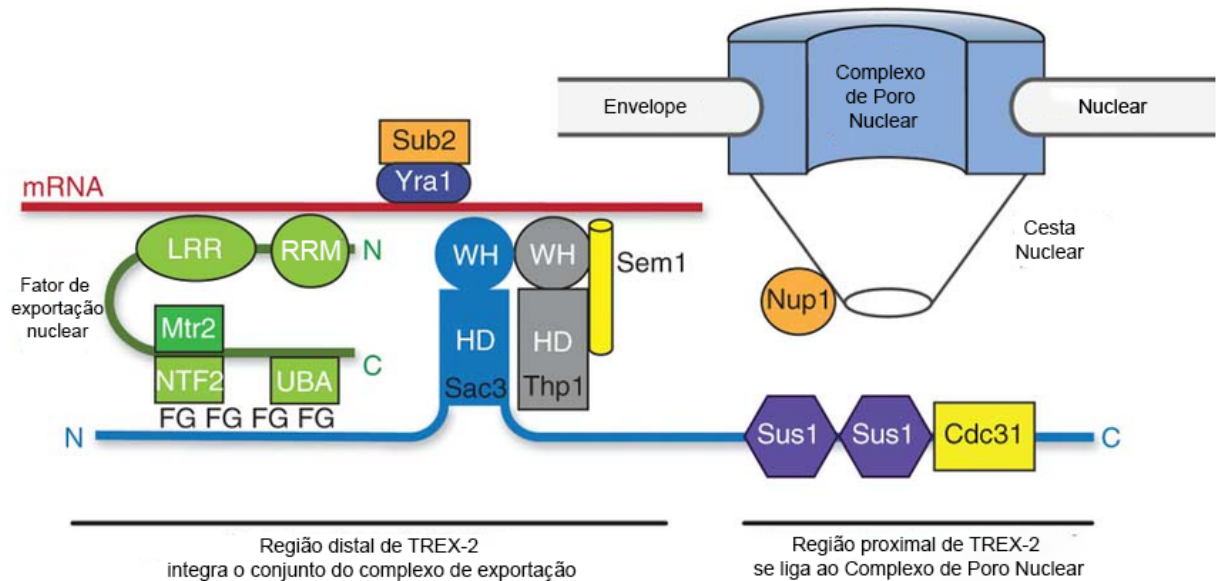 Complexo
de Poro
Nuclear
Envelope
Nuclear
Sub2
Yra1
mRNA
LRR
RRM
N
WH
WH
Sem1
Cesta
Nuclear
Fator de
exportação
nuclear
Nup1
Mtr2
HD
HD
C
NTF2
UBA
Sac3
Thp1
FG FG FG FG
N
Sus1
Sus1
Cdc31
C
Região distal de TREX-2
integra o conjunto do complexo de exportação
Região proximal de TREX-2
se liga ao Complexo de Poro Nuclear